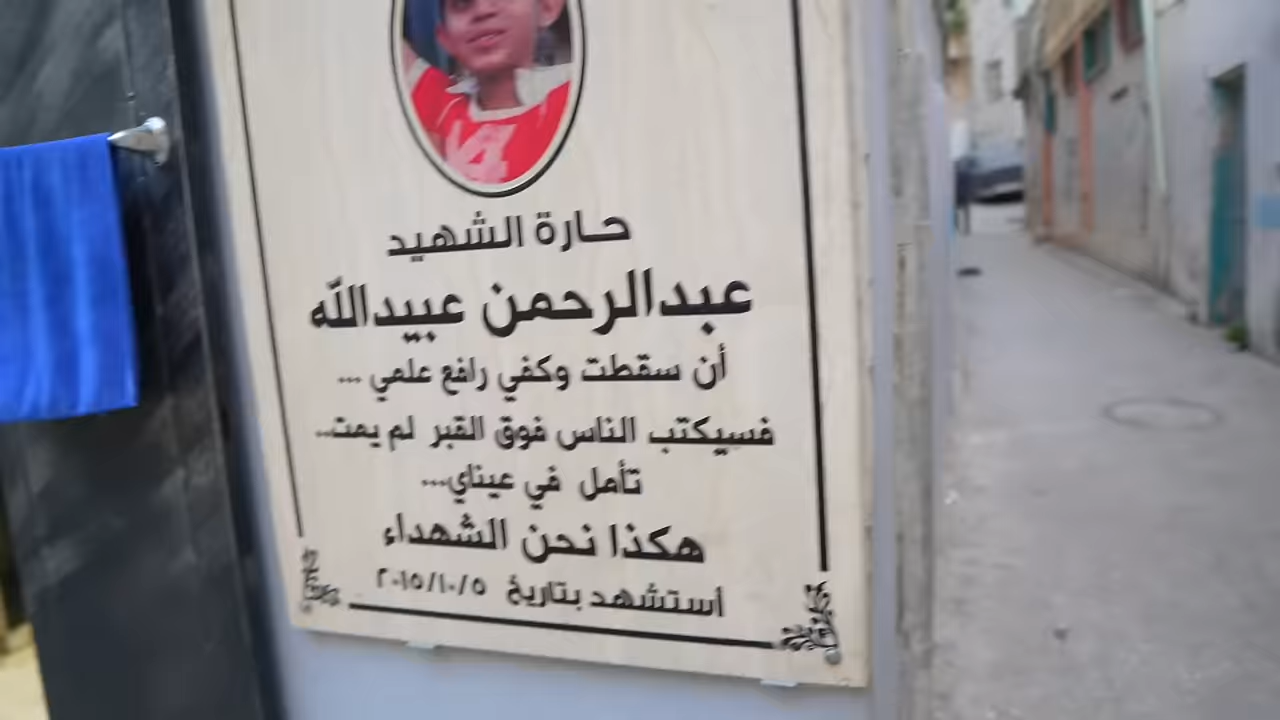 حارة الشهيد
عبدالرحمن عبيدالله
أن سقطت وكفي رافع علمي ...
فسيكتب الناس فوق القبر لم يمت..
تأمل في عيناي...
هكذا نحن الشهداء
أستشهد بتاريخ ٢٠١٥/١٠/٥